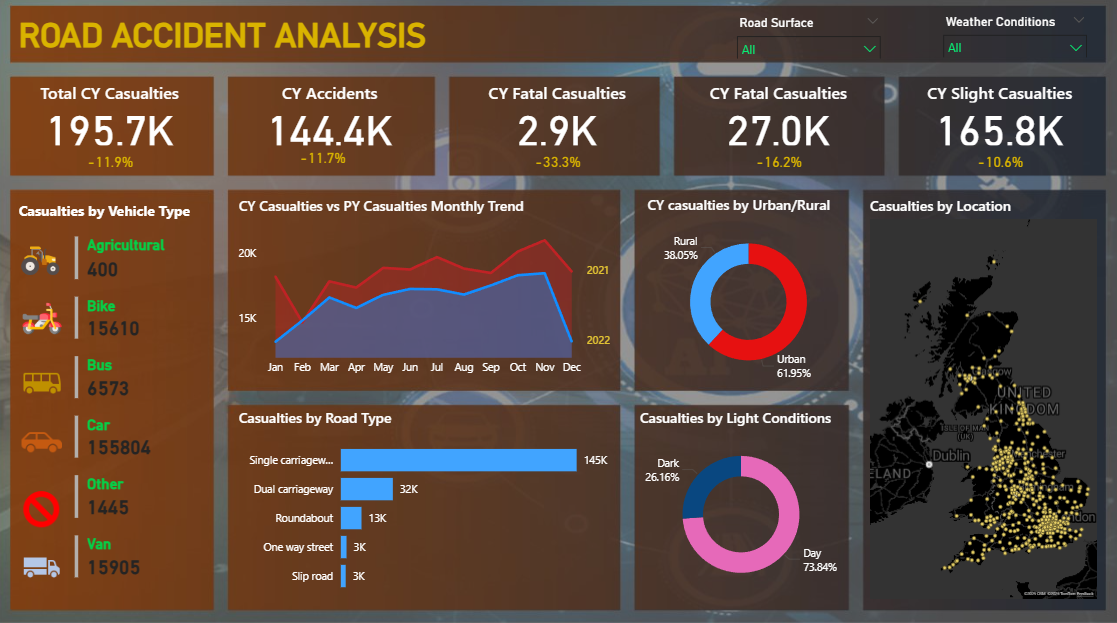 ROAD ACCIDENT ANALYSIS
Road Surface
All
Weather Conditions
All
Total CY Casualties
195.7K
-11.9%
CY Accidents
144.4K
-11.7%
CY Fatal Casualties
2.9K
-33.3%
CY Fatal Casualties
27.0K
-16.2%
CY Slight Casualties
165.8K
-10.6%
Casualties by Vehicle Type
Agricultural
400
Bike
15610
Bus
6573
Car
155804
Other
1445
Van
15905
CY Casualties vs PY Casualties Monthly Trend
20K
15K
2021
2022
Jan Feb Mar Apr May Jun Jul Aug Sep Oct Nov Dec
CY casualties by Urban/Rural
Rural
38.05%
Urban
61.95%
Casualties by Road Type
Single carriagew... 145K
Dual carriageway 32K
Roundabout 13K
One way street 3K
Slip road 3K
Casualties by Light Conditions
Dark
26.16%
Day
73.84%
Casualties by Location
UNITED
KINGDOM
ISLE OF MA
(UK)
Dublin
ELAND